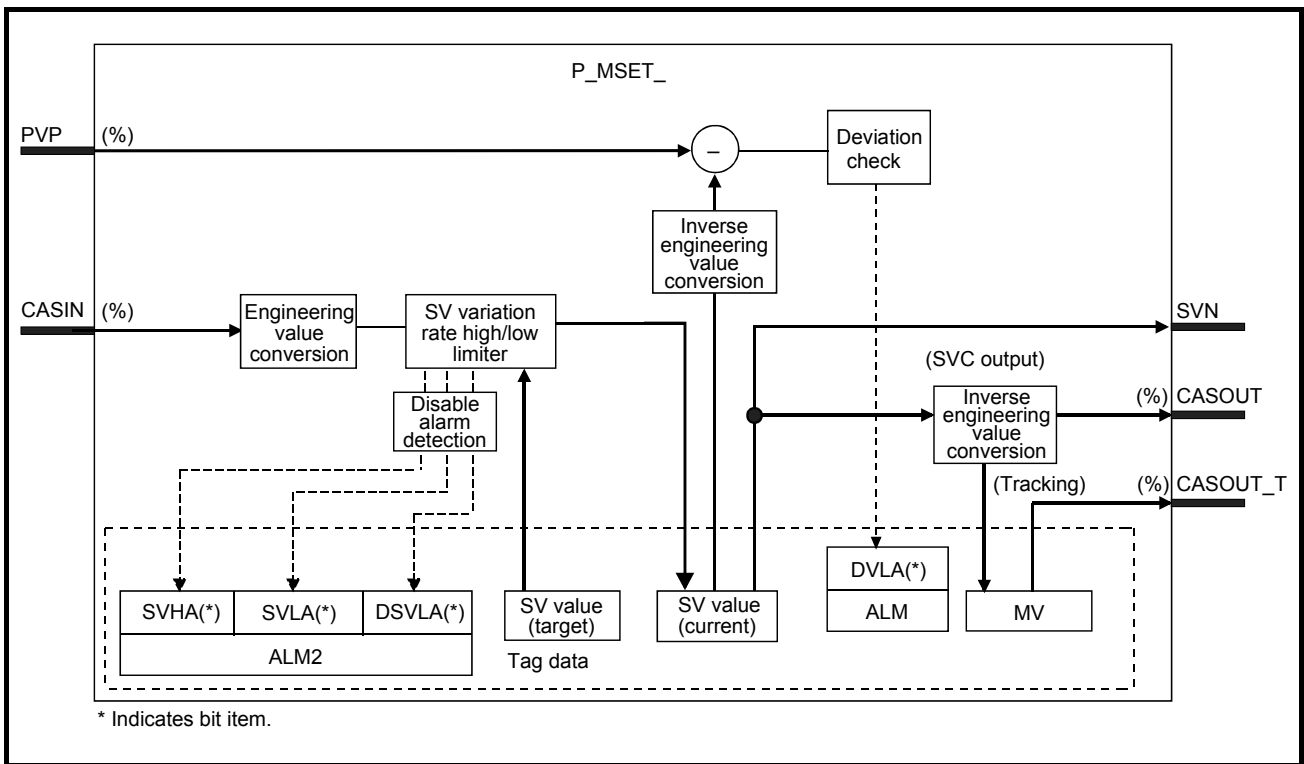 P_MSET_
PVP
(%)
–
Deviation
check
Inverse
engineering
value
conversion
CASIN
(%)
Engineering
value
conversion
SV variation
rate high/low
limiter
SVN
(SVC output)
Disable
alarm
detection
Inverse
engineering
value
conversion
(%)
CASOUT
(Tracking)
(%)
CASOUT_T
SVHA(*)
SVLA(*)
DSVLA(*)
ALM2
SV value
(target)
Tag data
SV value
(current)
DVLA(*)
ALM
MV
* Indicates bit item.